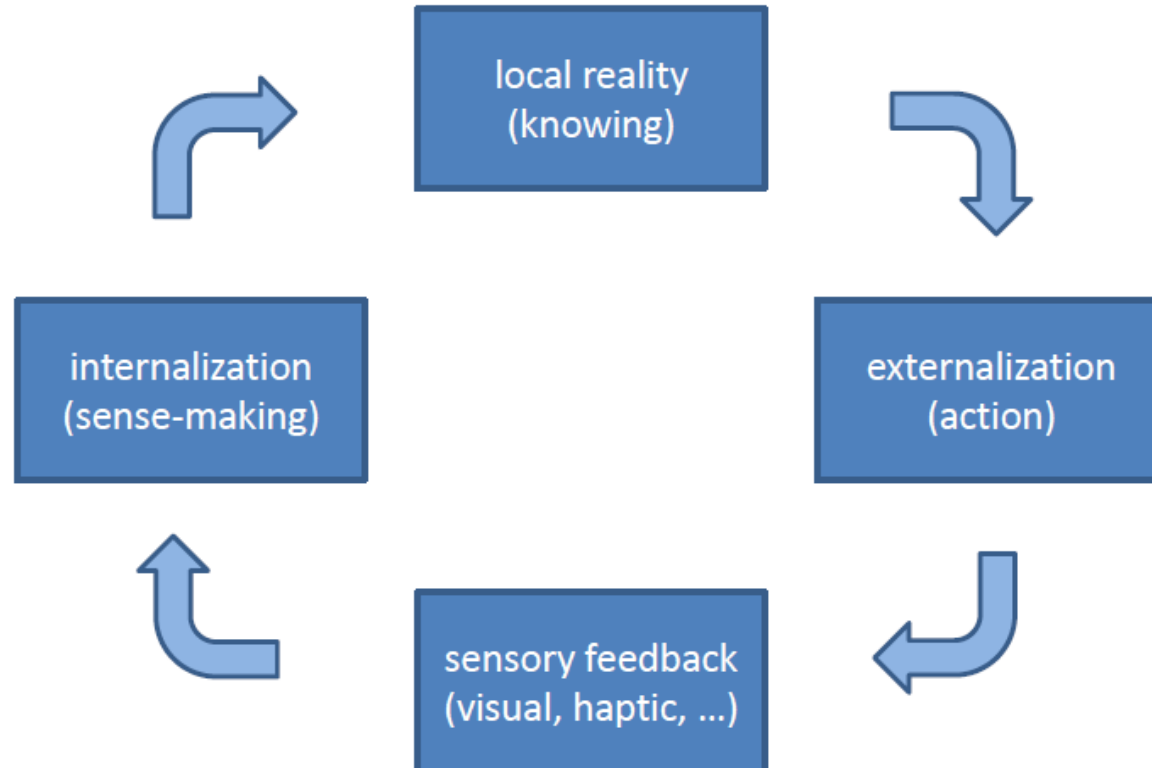 local reality
(knowing)
internalization
(sense-making)
externalization
(action)
sensory feedback
(visual, haptic, ...)